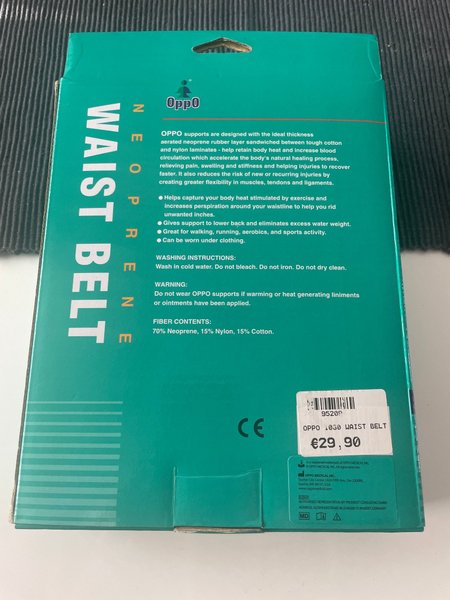 OppO
NEOPRENE
WAIST BELT
OPPO supports are designed with the ideal thickness
aerated neoprene rubber layer sandwiched between tough cotton
and nylon laminates - help retain body heat and increase blood
circulation which accelerate the body's natural healing process,
relieving pain, swelling and stiffness and helping injuries to recover
faster. It also reduces the risk of new or recurring injuries by
creating greater flexibility in muscles, tendons and ligaments.
● Helps capture your body heat stimulated by exercise and
increases perspiration around your waistline to help you rid
unwanted inches.
● Gives support to lower back and eliminates excess water weight.
● Great for walking, running, aerobics, and sports activity.
● Can be worn under clothing.
WASHING INSTRUCTIONS:
Wash in cold water. Do not bleach. Do not iron. Do not dry clean.
WARNING:
Do not wear OPPO supports if warming or heat generating liniments
or ointments have been applied.
FIBER CONTENTS:
70% Neoprene, 15% Nylon, 15% Cotton.
CE
OPPO 1030 WAIST BELT
€29,90
OPPO MEDICAL INC.
MD